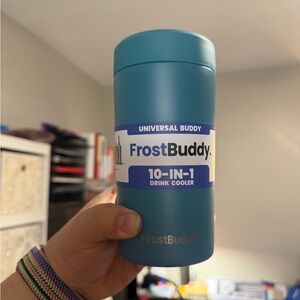 UNIVERSAL BUDDY
FrostBuddy.
10-IN-1
DRINK COOLER
FrostBuddy